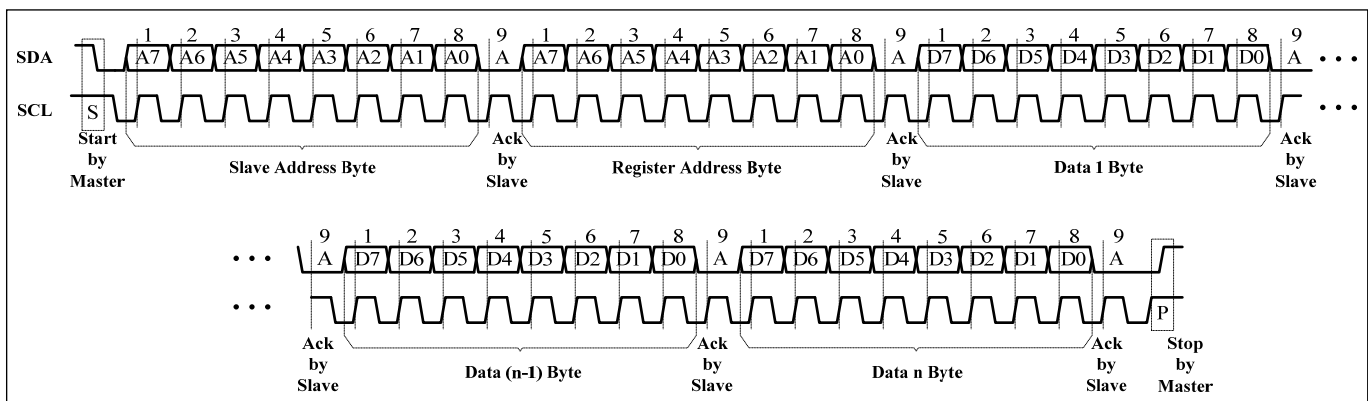 1 2 3 4 5 6 7 8 9 1 2 3 4 5 6 7 8 9 1 2 3 4 5 6 7 8 9
SDA A7 A6 A5 A4 A3 A2 A1 A0 A A7 A6 A5 A4 A3 A2 A1 A0 A D7 D6 D5 D4 D3 D2 D1 D0 A • • •
SCL S • • •
Start by Master
Slave Address Byte
Ack by Slave
Register Address Byte
Ack by Slave
Data 1 Byte
Ack by Slave
9 1 2 3 4 5 6 7 8 9 1 2 3 4 5 6 7 8 9
• • • A D7 D6 D5 D4 D3 D2 D1 D0 A D7 D6 D5 D4 D3 D2 D1 D0 A
• • • P
Ack by Slave
Data (n-1) Byte
Ack by Slave
Data n Byte
Ack by Slave
Stop by Master